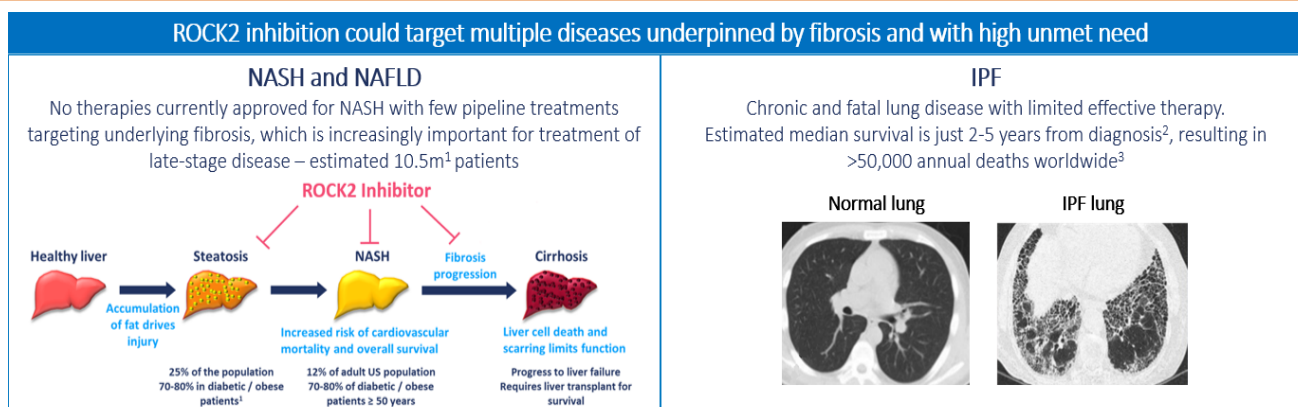 ROCK2 inhibition could target multiple diseases underpinned by fibrosis and with high unmet need
NASH and NAFLD
No therapies currently approved for NASH with few pipeline treatments
targeting underlying fibrosis, which is increasingly important for treatment of
late-stage disease – estimated 10.5m¹ patients
ROCK2 Inhibitor
Healthy liver
Steatosis
NASH
Fibrosis
progression
Cirrhosis
Accumulation
of fat drives
injury
Increased risk of cardiovascular
mortality and overall survival
Liver cell death and
scarring limits function
25% of the population
70-80% in diabetic / obese
patients¹
12% of adult US population
70-80% of diabetic / obese
patients ≥ 50 years
Progress to liver failure
Requires liver transplant for
survival
IPF
Chronic and fatal lung disease with limited effective therapy.
Estimated median survival is just 2-5 years from diagnosis², resulting in
>50,000 annual deaths worldwide³
Normal lung
IPF lung